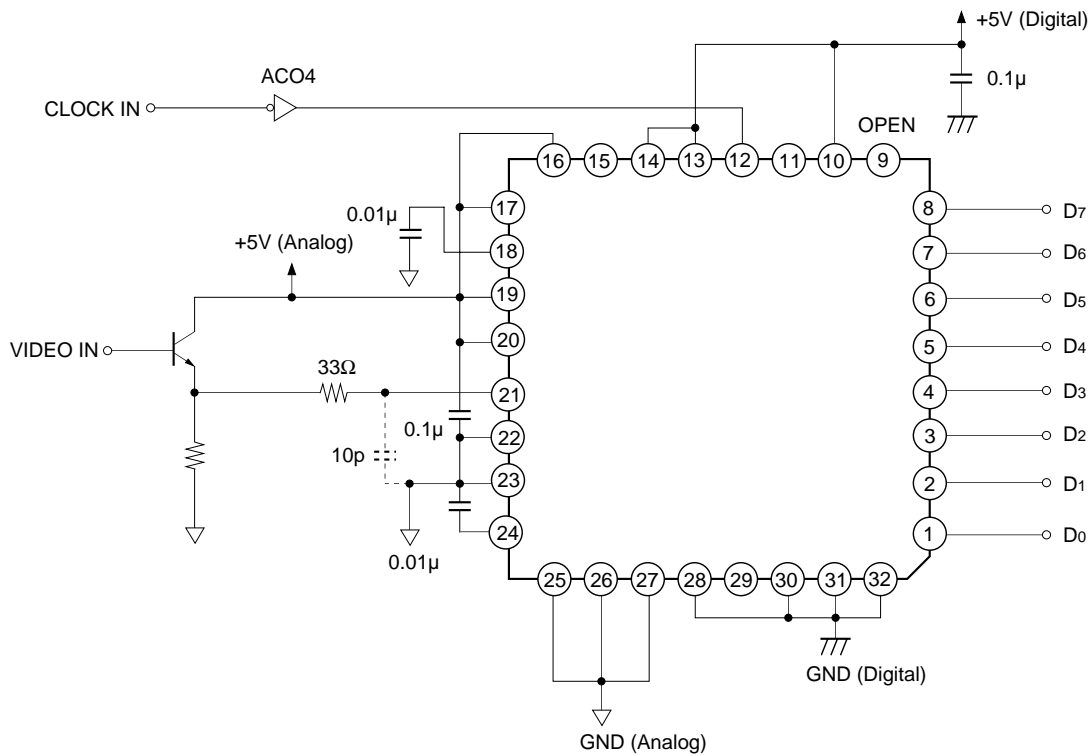 +5V (Digital)
ACO4
0.1µ
CLOCK IN
OPEN
16 15 14 13 12 11 10 9
17
8 D7
0.01µ
18
7 D6
+5V (Analog)
19
6 D5
20
5 D4
VIDEO IN
33Ω
21
4 D3
0.1µ
22
3 D2
10p
23
2 D1
24
1 D0
0.01µ
25 26 27 28 29 30 31 32
GND (Digital)
GND (Analog)